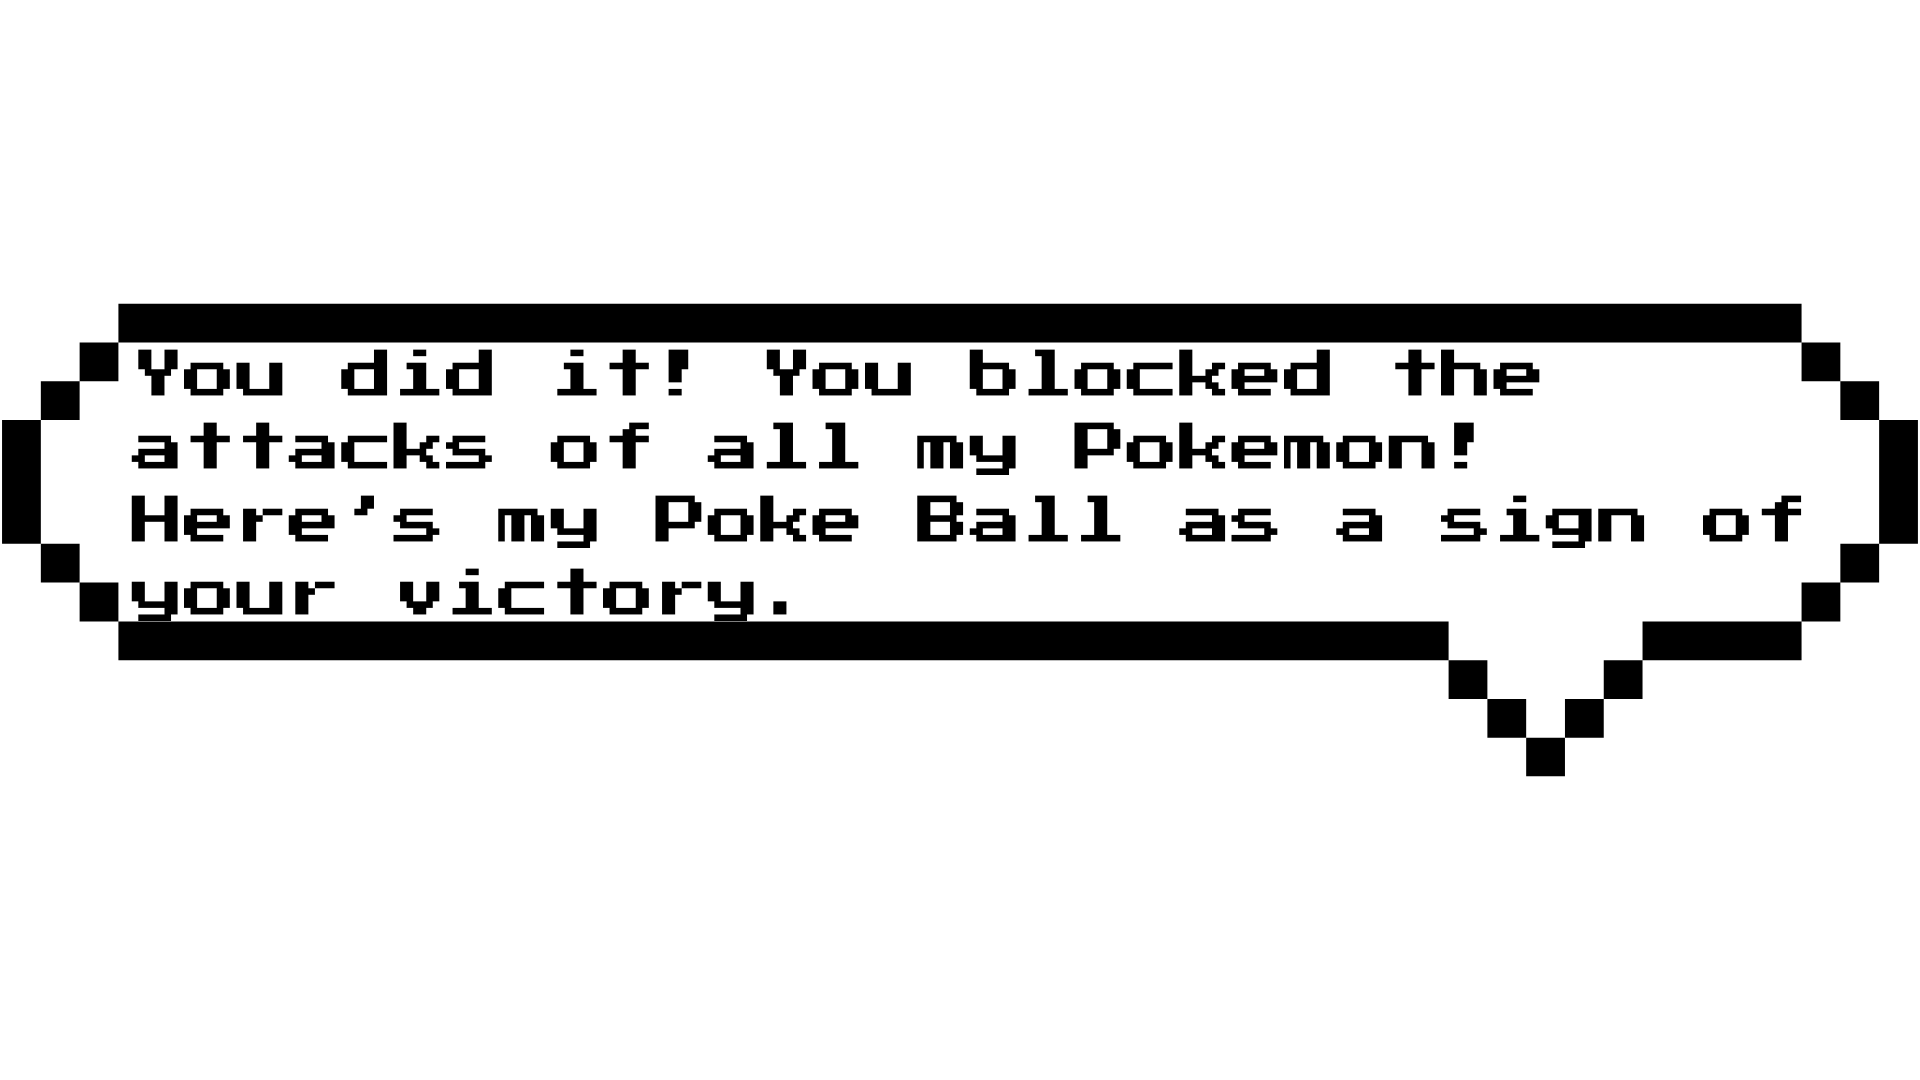 You did it! You blocked the
attacks of all my Pokemon!
Here's my Poke Ball as a sign of
your victory.